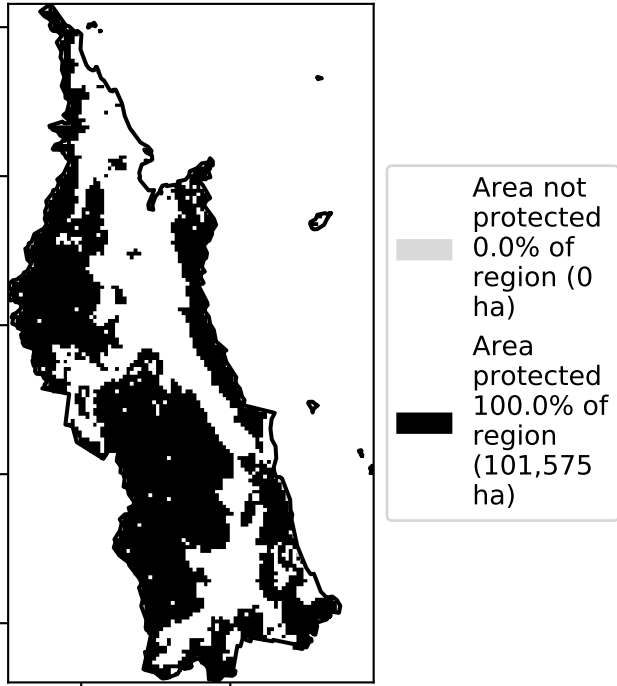 Area not
protected
0.0% of
region (0
ha)
Area
protected
100.0% of
region
(101,575
ha)